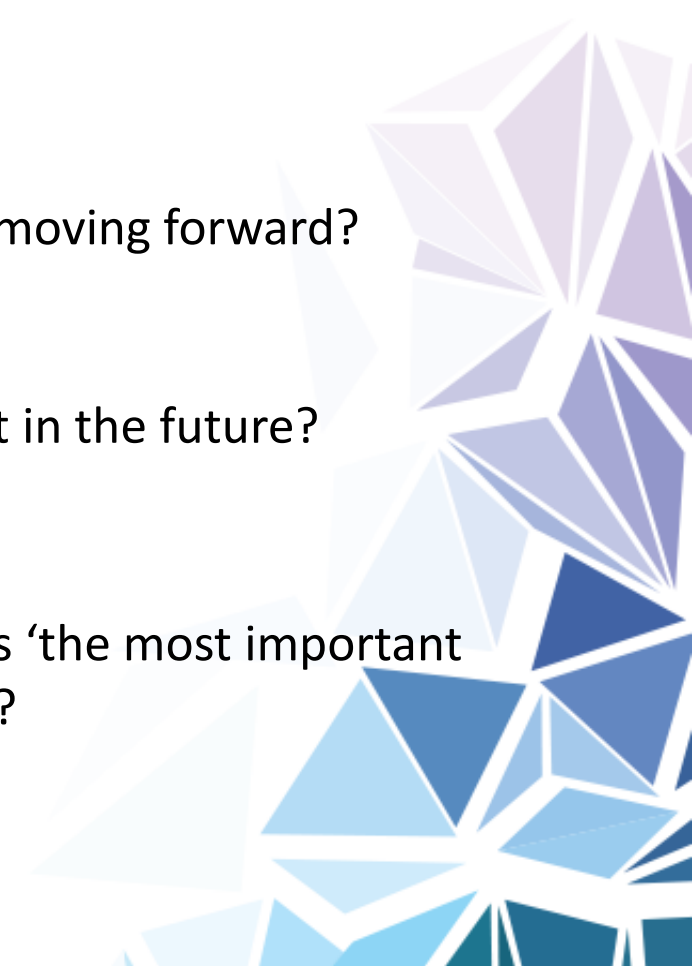 moving forward?
t in the future?
s ‘the most important
?